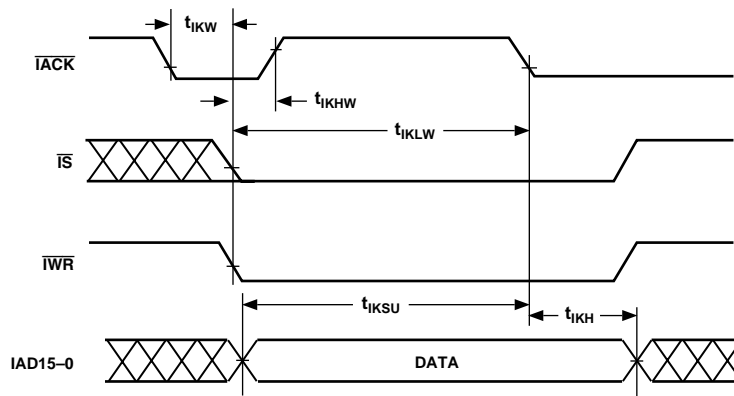 tIKW
IACK
tIKHW
tIKLW
IS
IWR
tIKSU
tIKH
IAD15–0
DATA